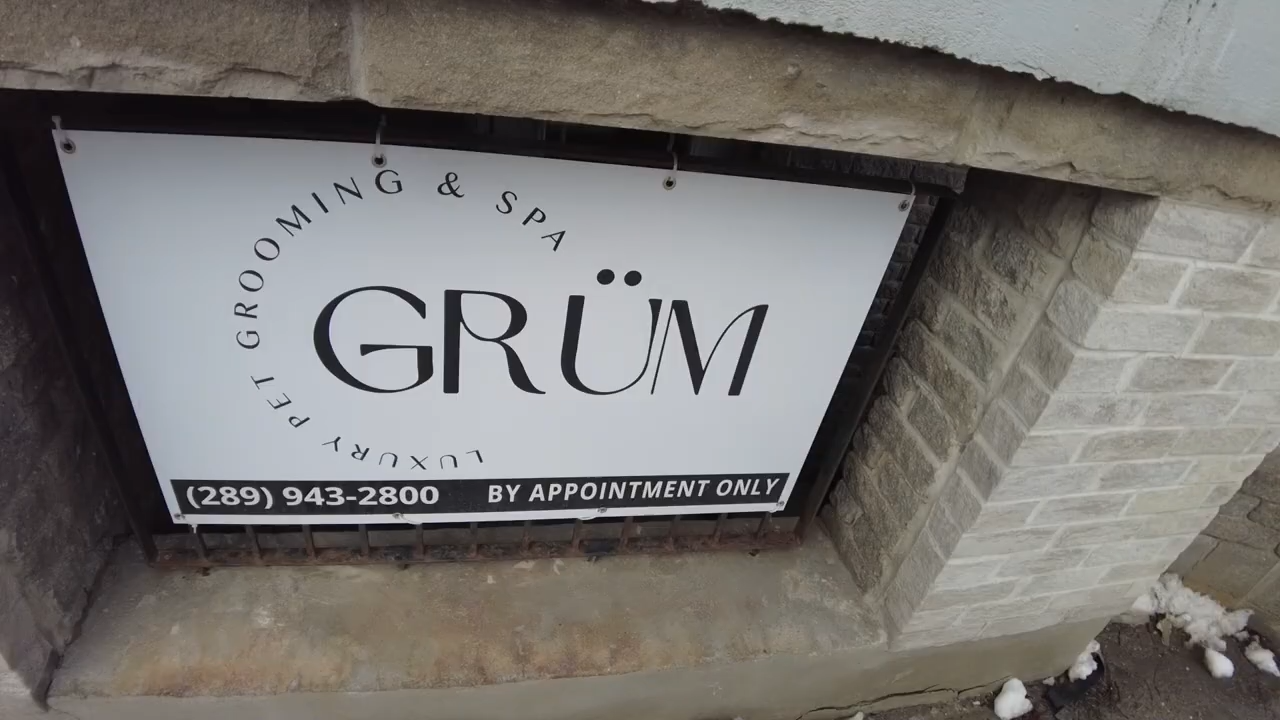 LUXURY PET GROOMING & SPA
GRÜM
(289) 943-2800 BY APPOINTMENT ONLY